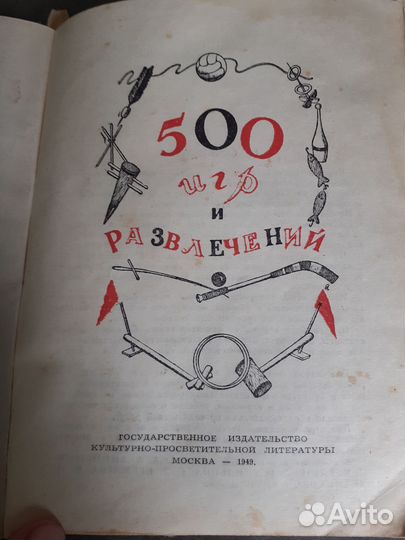 500
игр
и
РАЗВЛЕЧЕНИЙ
ГОСУДАРСТВЕННОЕ ИЗДАТЕЛЬСТВО
КУЛЬТУРНО-ПРОСВЕТИТЕЛЬНОЙ ЛИТЕРАТУРЫ
МОСКВА — 1949.
Avito